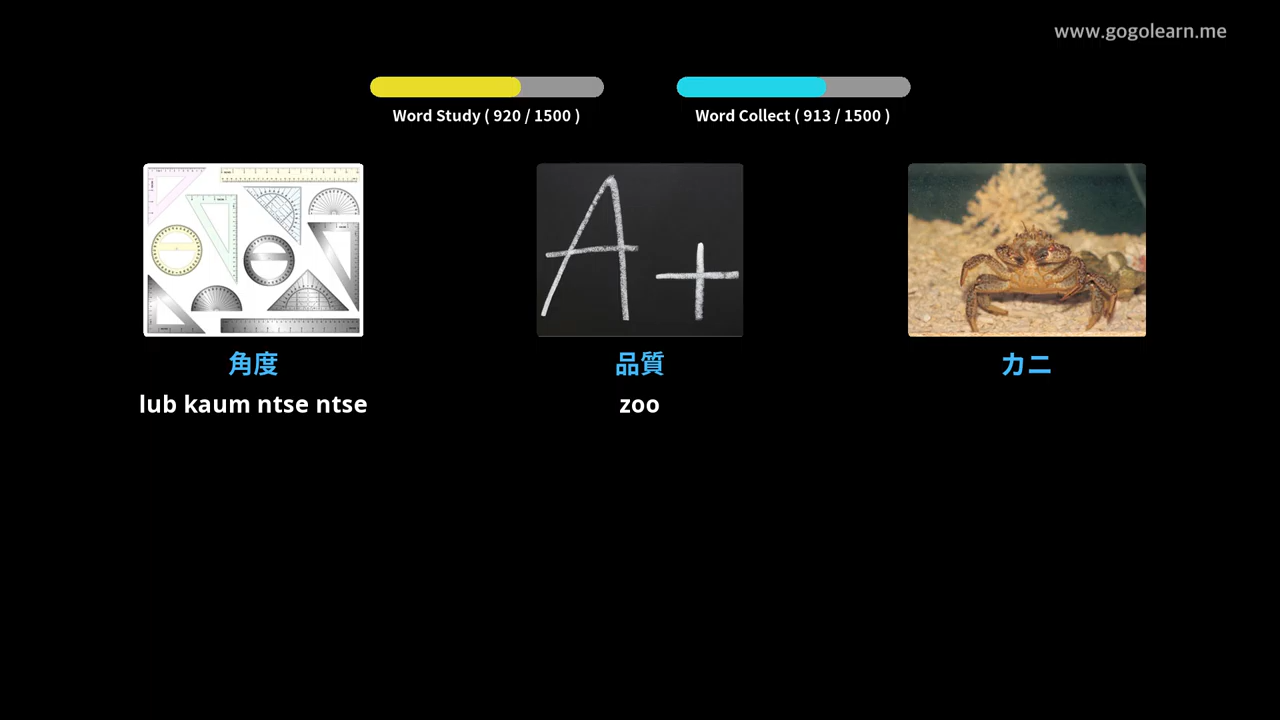 www.gogolearn.me
Word Study ( 920 / 1500 )
Word Collect ( 913 / 1500 )
A+
角度
品質
カニ
lub kaum ntse ntse
zoo